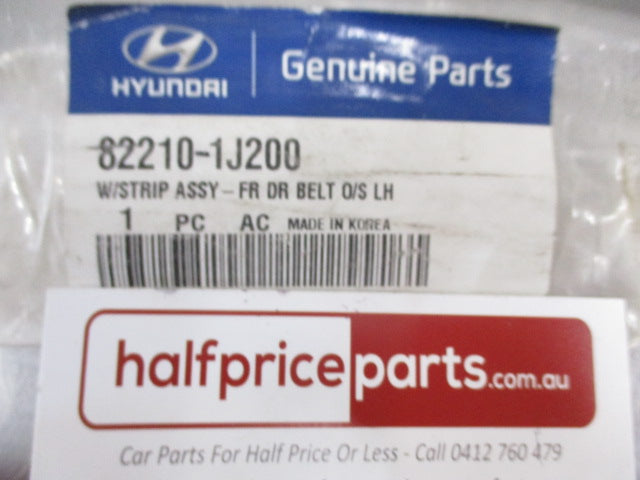 HYUNDAI
Genuine Parts
82210-1J200
W/STRIP ASSY-FR DR BELT O/S LH
1 PC AC MADE IN KOREA
halfpriceparts.com.au
Car Parts For Half Price Or Less - Call 0412 760 479